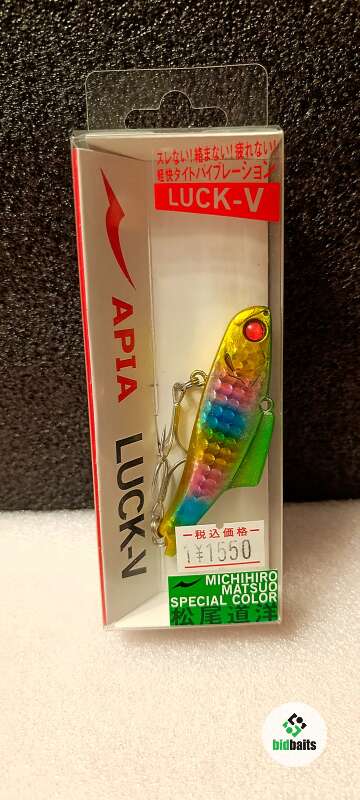 スレない!絡まない!疲れない!
軽快タイトバイブレーション
LUCK-V
APIA LUCK-V
ー税込価格ー
¥1550
MICHIHIRO
MATSUO
SPECIAL COLOR
松尾道洋
bidbaits